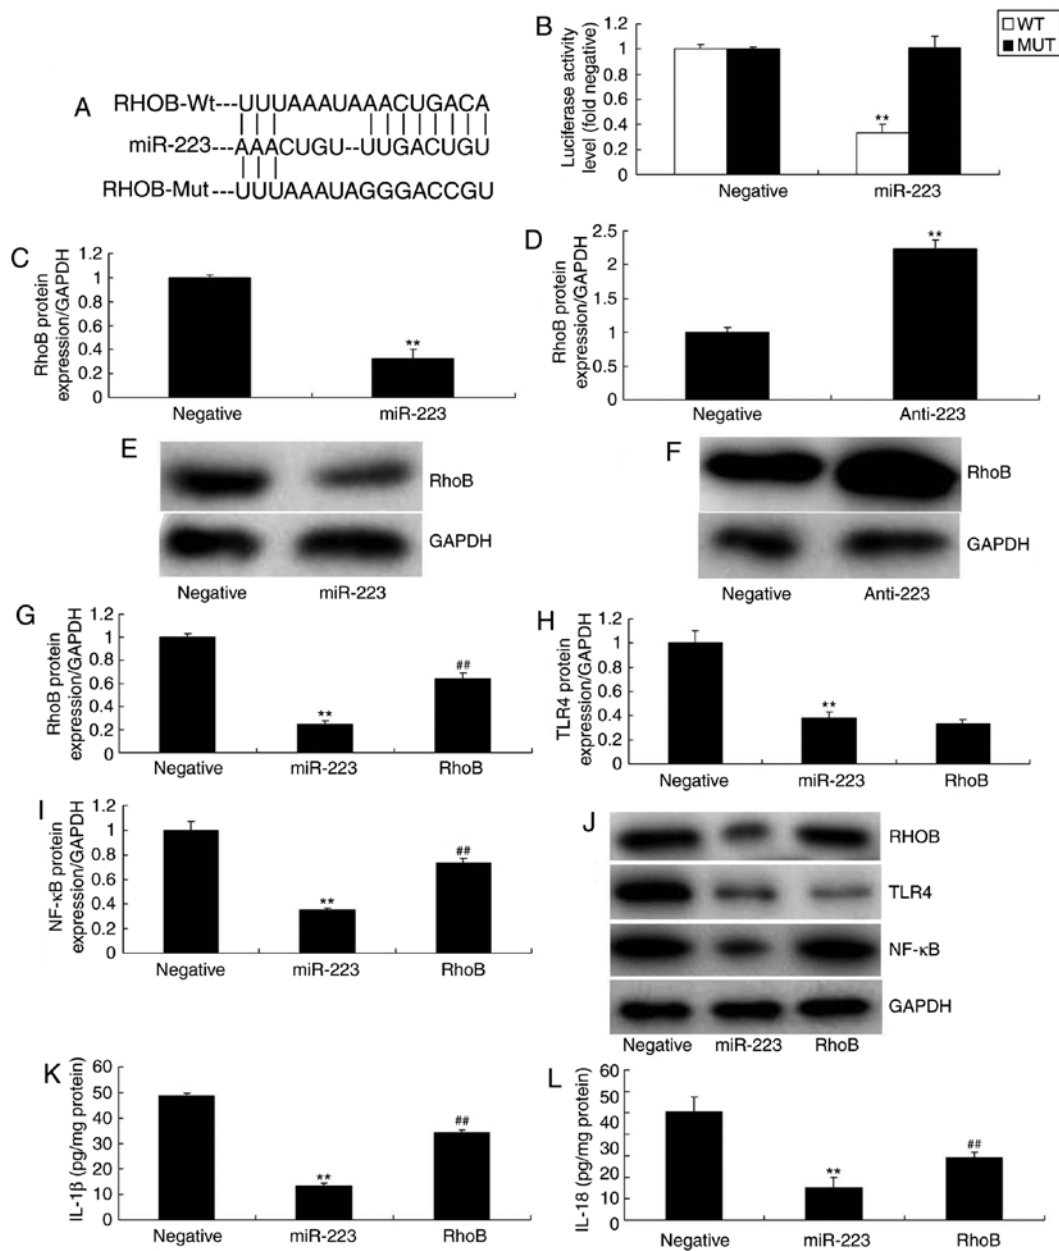 A
RHOB-Wt---UUUAAAUAAACUGACA
miR-223---AAACUGU--UUGACUGU
RHOB-Mut---UUUAAAUAGGGACCGU
B
Luciferase activity
level (fold negative)
1.2
1
0.8
0.6
0.4
0.2
0
**
Negative
miR-223
WT
MUT
C
RhoB protein
expression/GAPDH
1.2
1
0.8
0.6
0.4
0.2
0
**
Negative
miR-223
D
RhoB protein
expression/GAPDH
2.5
2
1.5
1
0.5
0
**
Negative
Anti-223
E
RhoB
GAPDH
Negative
miR-223
F
RhoB
GAPDH
Negative
Anti-223
G
RhoB protein
expression/GAPDH
1.2
1
0.8
0.6
0.4
0.2
0
**
##
Negative
miR-223
RhoB
H
TLR4 protein
expression/GAPDH
1.2
1
0.8
0.6
0.4
0.2
0
**
Negative
miR-223
RhoB
I
NF-κB protein
expression/GAPDH
1.2
1
0.8
0.6
0.4
0.2
0
**
##
Negative
miR-223
RhoB
J
RHOB
TLR4
NF-κB
GAPDH
Negative
miR-223
RhoB
K
IL-1β (pg/mg protein)
60
50
40
30
20
10
0
**
##
Negative
miR-223
RhoB
L
IL-18 (pg/mg protein)
60
50
40
30
20
10
0
**
##
Negative
miR-223
RhoB